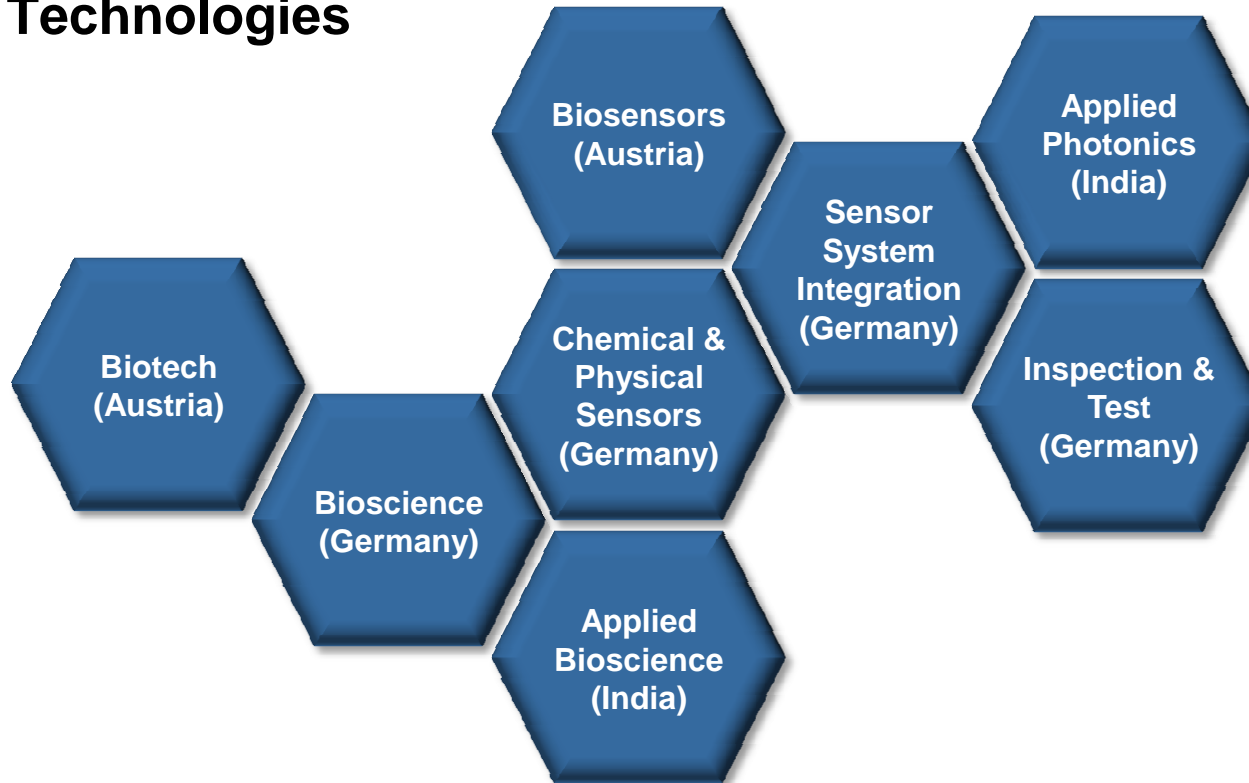 Technologies
Biosensors
(Austria)
Applied
Photonics
(India)
Sensor
System
Integration
(Germany)
Biotech
(Austria)
Chemical &
Physical
Sensors
(Germany)
Inspection &
Test
(Germany)
Bioscience
(Germany)
Applied
Bioscience
(India)